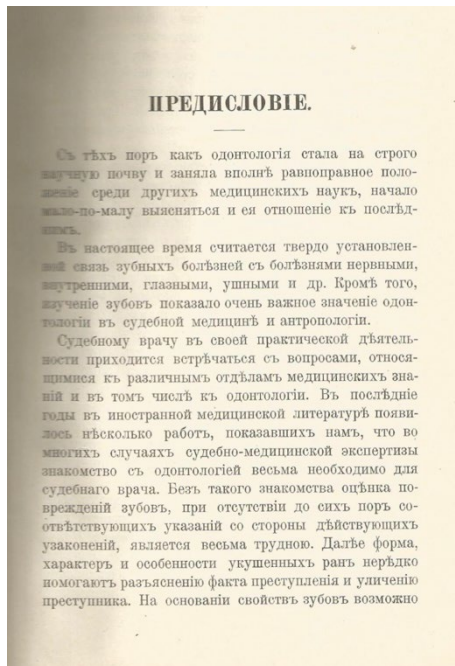 ПРЕДИСЛОВІЕ.
Съ тѣхъ поръ какъ одонтологія стала на строго
научную почву и заняла вполнѣ равноправное поло-
женіе среди другихъ медицинскихъ наукъ, начало
мало-по-малу выясняться и ея отношеніе къ послѣд-
нимъ.
Въ настоящее время считается твердо установлен-
ной связь зубныхъ болѣзней съ болѣзнями нервными,
внутренними, глазными, ушными и др. Кромѣ того,
изученіе зубовъ показало очень важное значеніе одон-
тологіи въ судебной медицинѣ и антропологіи.
Судебному врачу въ своей практической дѣятель-
ности приходится встрѣчаться съ вопросами, относя-
щимися къ различнымъ отдѣламъ медицинскихъ зна-
ній и въ томъ числѣ къ одонтологіи. Въ послѣдніе
годы въ иностранной медицинской литературѣ появи-
лось нѣсколько работъ, показавшихъ намъ, что во
многихъ случаяхъ судебно-медицинской экспертизы
знакомство съ одонтологіей весьма необходимо для
судебнаго врача. Безъ такого знакомства оцѣнка по-
врежденій зубовъ, при отсутствіи до сихъ поръ со-
отвѣтствующихъ указаній со стороны дѣйствующихъ
узаконеній, является весьма трудною. Далѣе форма,
характеръ и особенности укушенныхъ ранъ нерѣдко
помогаютъ разъясненію факта преступленія и уличенію
преступника. На основаніи свойствъ зубовъ возможно